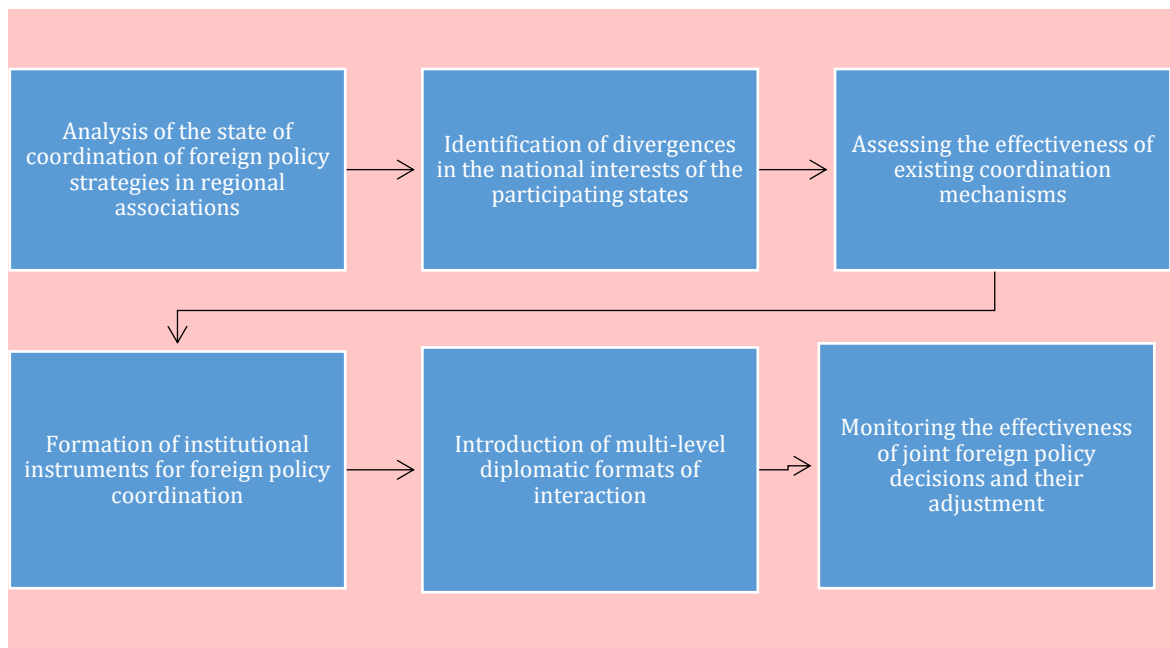 Analysis of the state of
coordination of foreign policy
strategies in regional
associations
Identification of divergences
in the national interests of the
participating states
Assessing the effectiveness of
existing coordination
mechanisms
Formation of institutional
instruments for foreign policy
coordination
Introduction of multi-level
diplomatic formats of
interaction
Monitoring the effectiveness
of joint foreign policy
decisions and their
adjustment